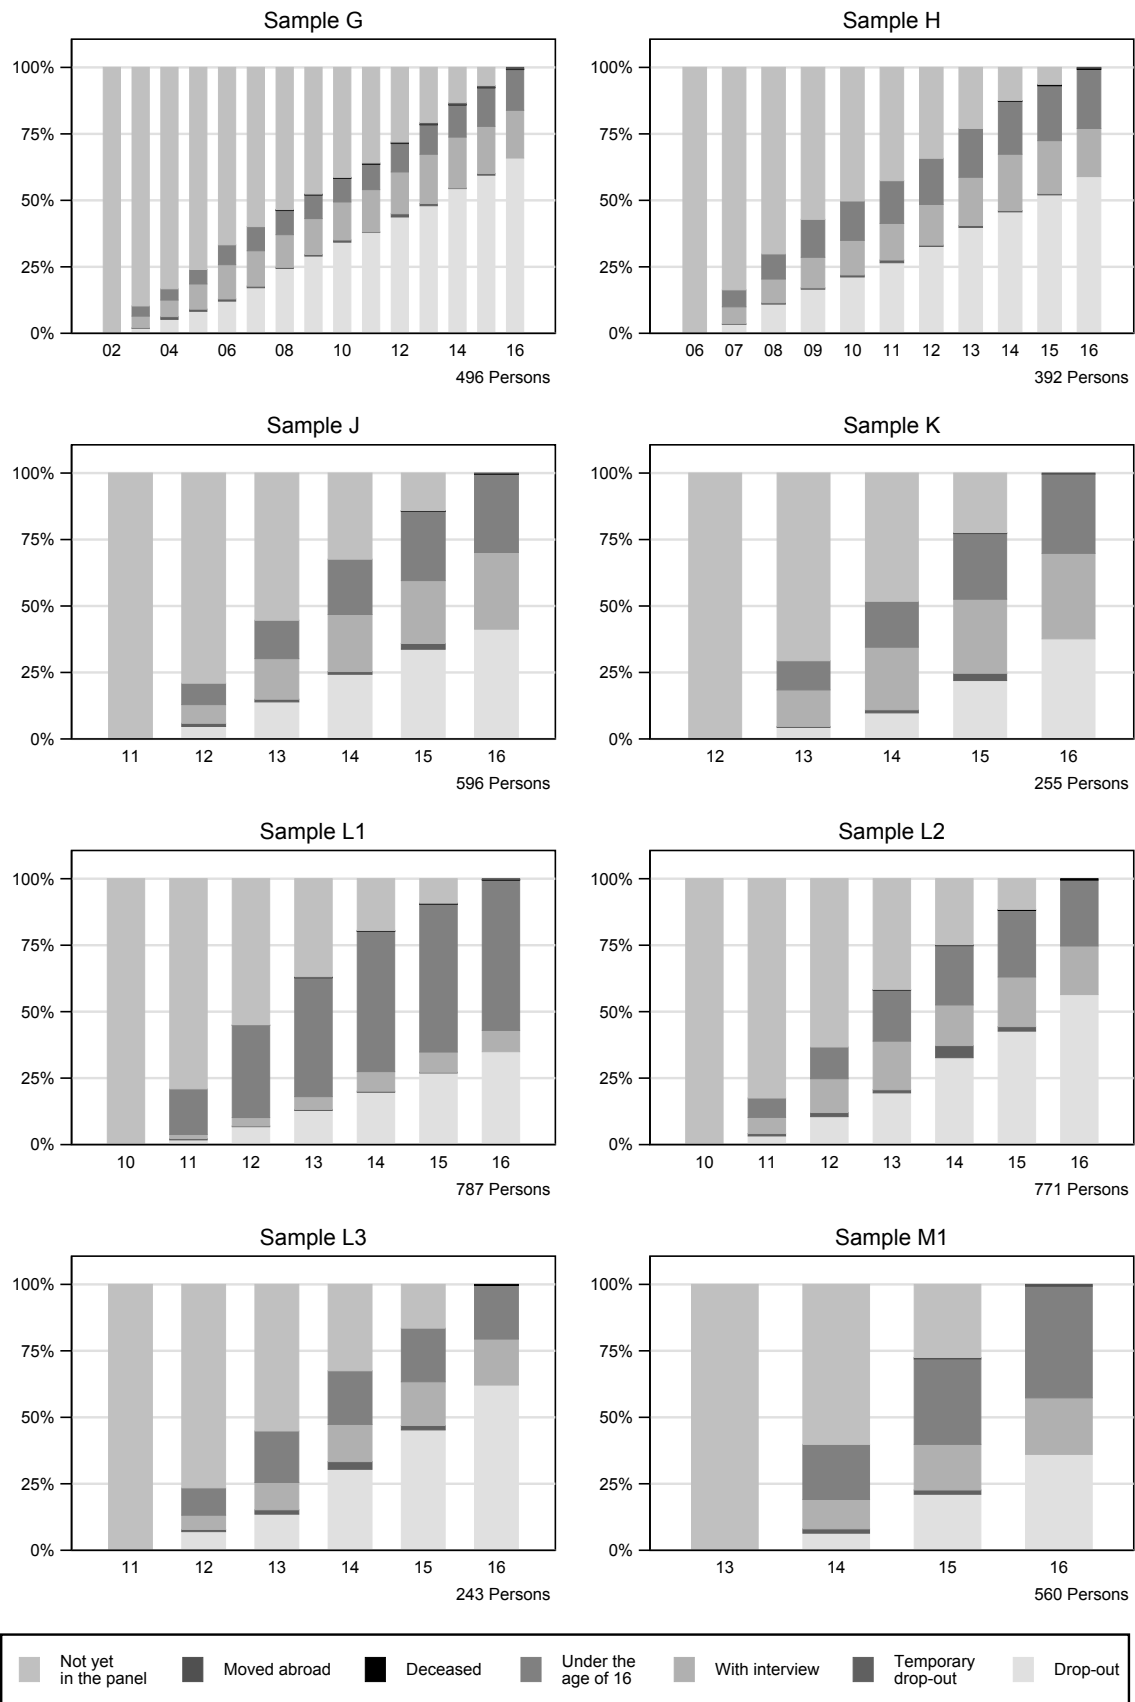 Sample G
100%
75%
50%
25%
0%
02 04 06 08 10 12 14 16
496 Persons
Sample H
100%
75%
50%
25%
0%
06 07 08 09 10 11 12 13 14 15 16
392 Persons
Sample J
100%
75%
50%
25%
0%
11 12 13 14 15 16
596 Persons
Sample K
100%
75%
50%
25%
0%
12 13 14 15 16
255 Persons
Sample L1
100%
75%
50%
25%
0%
10 11 12 13 14 15 16
787 Persons
Sample L2
100%
75%
50%
25%
0%
10 11 12 13 14 15 16
771 Persons
Sample L3
100%
75%
50%
25%
0%
11 12 13 14 15 16
243 Persons
Sample M1
100%
75%
50%
25%
0%
13 14 15 16
560 Persons
Not yet
in the panel
Moved abroad
Deceased
Under the
age of 16
With interview
Temporary
drop-out
Drop-out